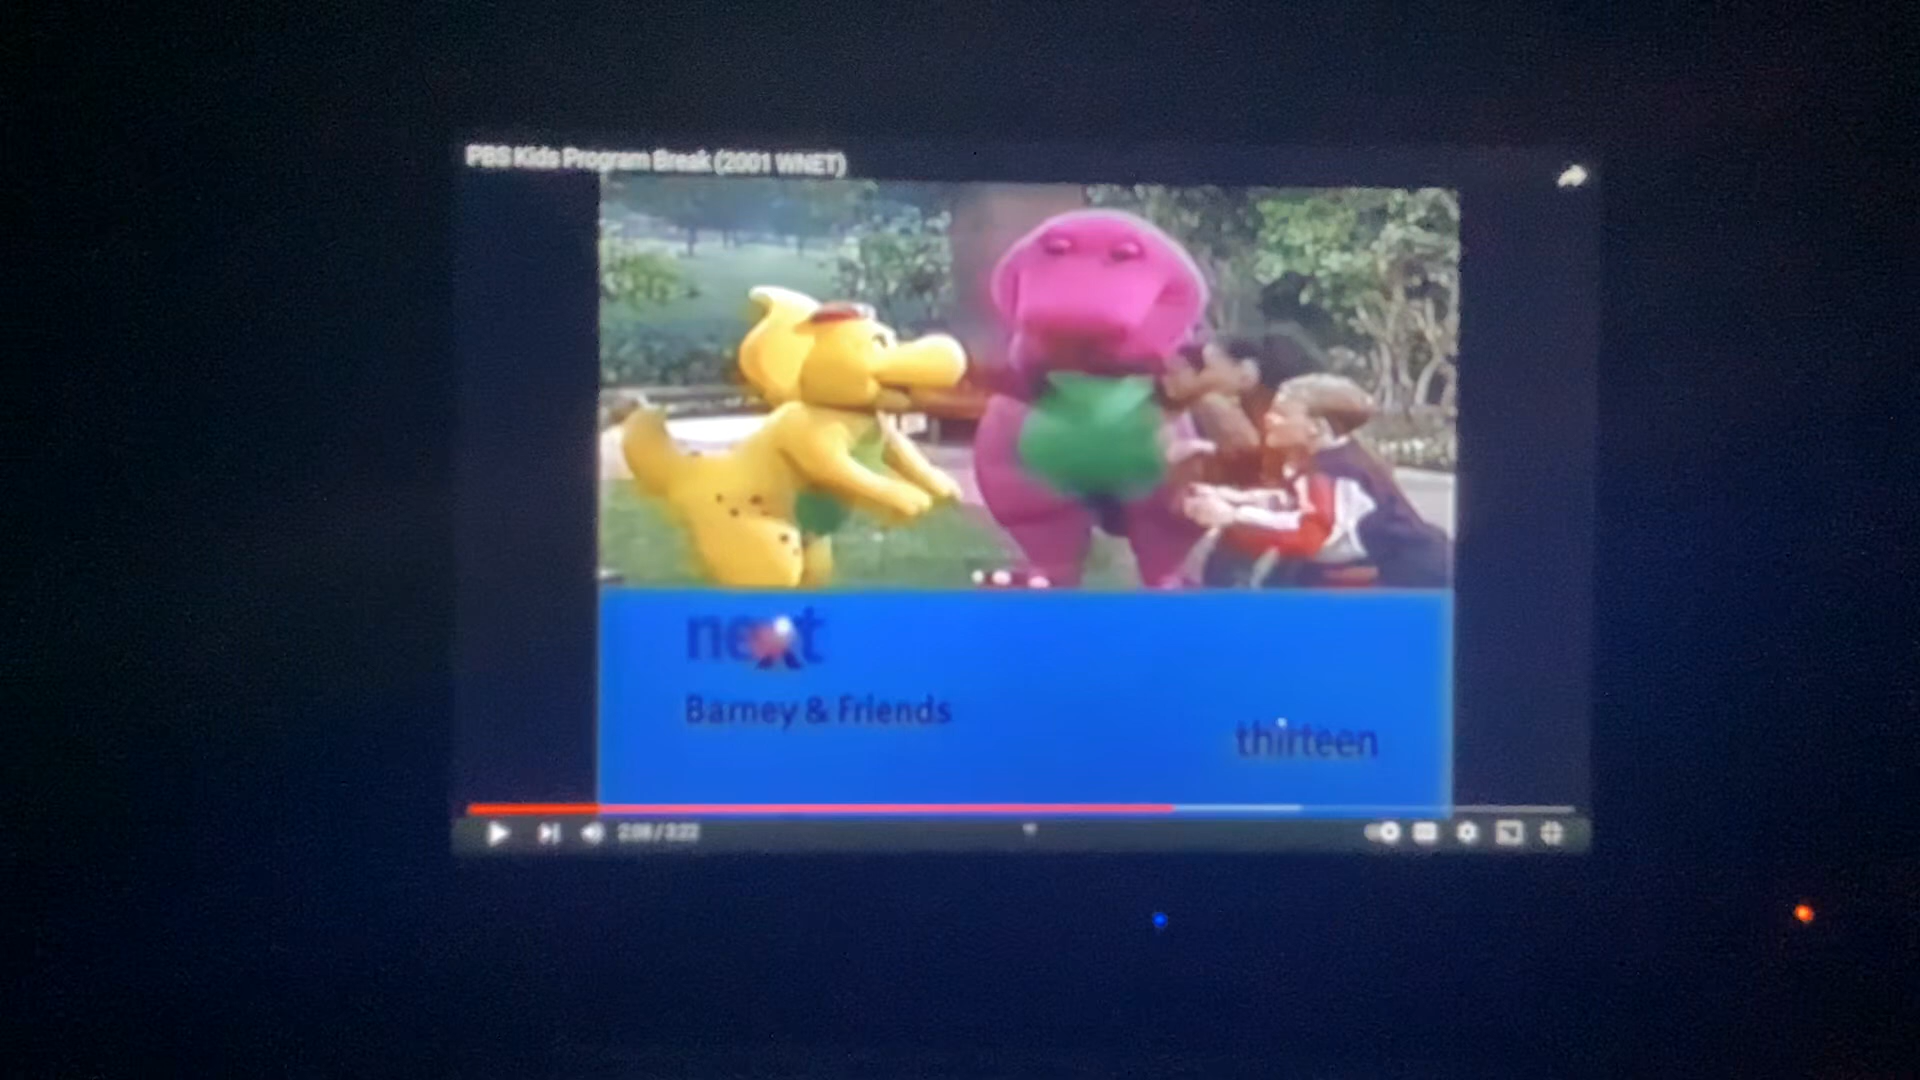 PBS Kids Program Break (2001 WNET)
next
Barney & Friends
thirteen